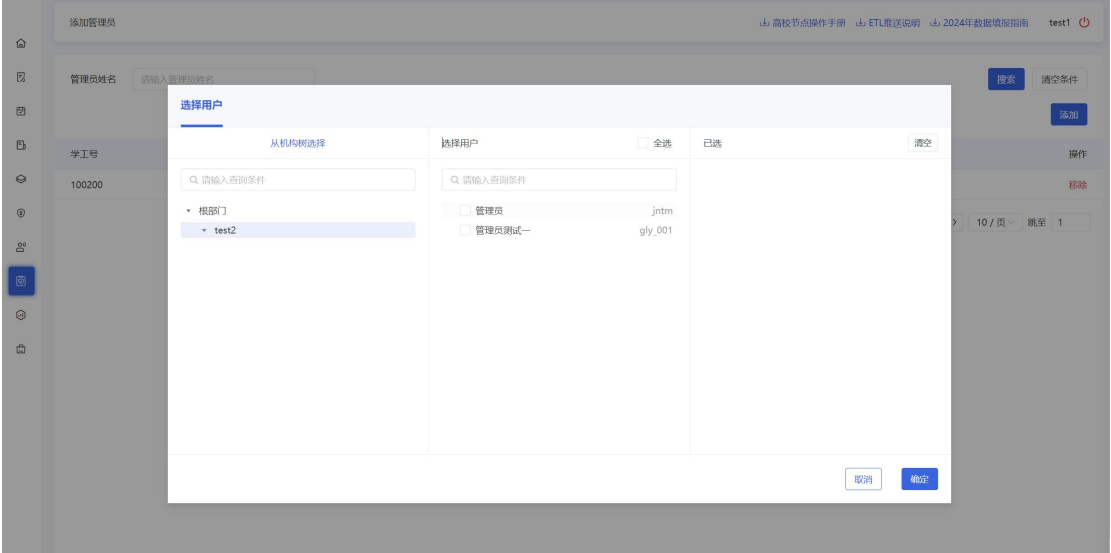 添加管理员
高校节点操作手册 ETL推送说明 2024年数据填报指南 test1
管理员姓名 请输入管理员姓名 搜索 清空条件
添加
选择用户
从机构树选择 选择用户 全选 已选 清空
学工号 操作
请输入查询条件 请输入查询条件
100200 移除
根部门 管理员 jntm
test2 管理员测试一 gly_001
10 / 页 跳至 1
取消 确定